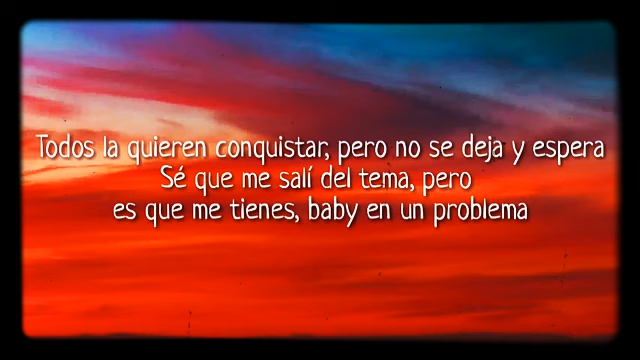 Todos la quieren conquistar, pero no se deja y espera
Sé que me salí del tema, pero
es que me tienes, baby en un problema